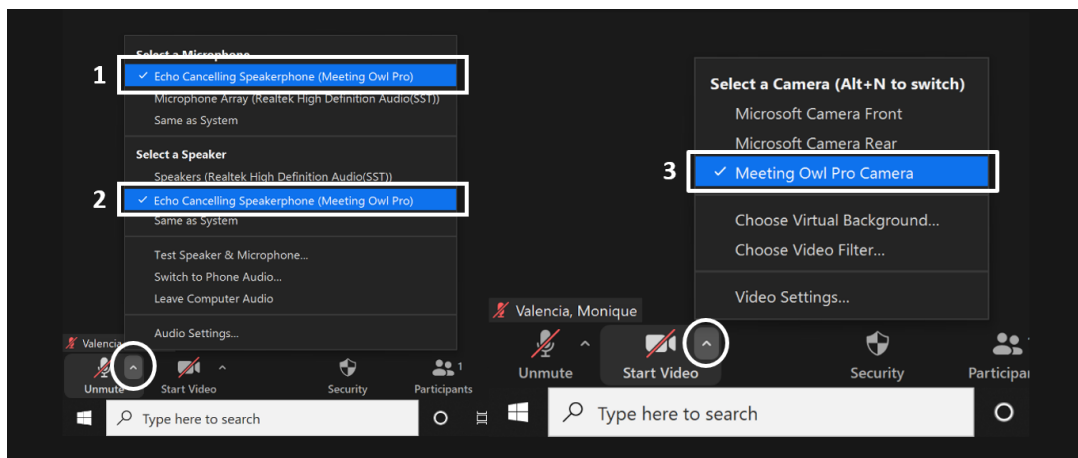 Select a Microphone
1
Echo Cancelling Speakerphone (Meeting Owl Pro)
Microphone Array (Realtek High Definition Audio(SST))
Same as System
Select a Speaker
Speakers (Realtek High Definition Audio(SST))
2
Echo Cancelling Speakerphone (Meeting Owl Pro)
Same as System
Test Speaker & Microphone...
Switch to Phone Audio...
Leave Computer Audio
Audio Settings...
Valencia
Unmute
Start Video
Security
1
Participants
Type here to search
Select a Camera (Alt+N to switch)
Microsoft Camera Front
Microsoft Camera Rear
3
Meeting Owl Pro Camera
Choose Virtual Background...
Choose Video Filter...
Video Settings...
Valencia, Monique
Unmute
Start Video
Security
Participan
Type here to search